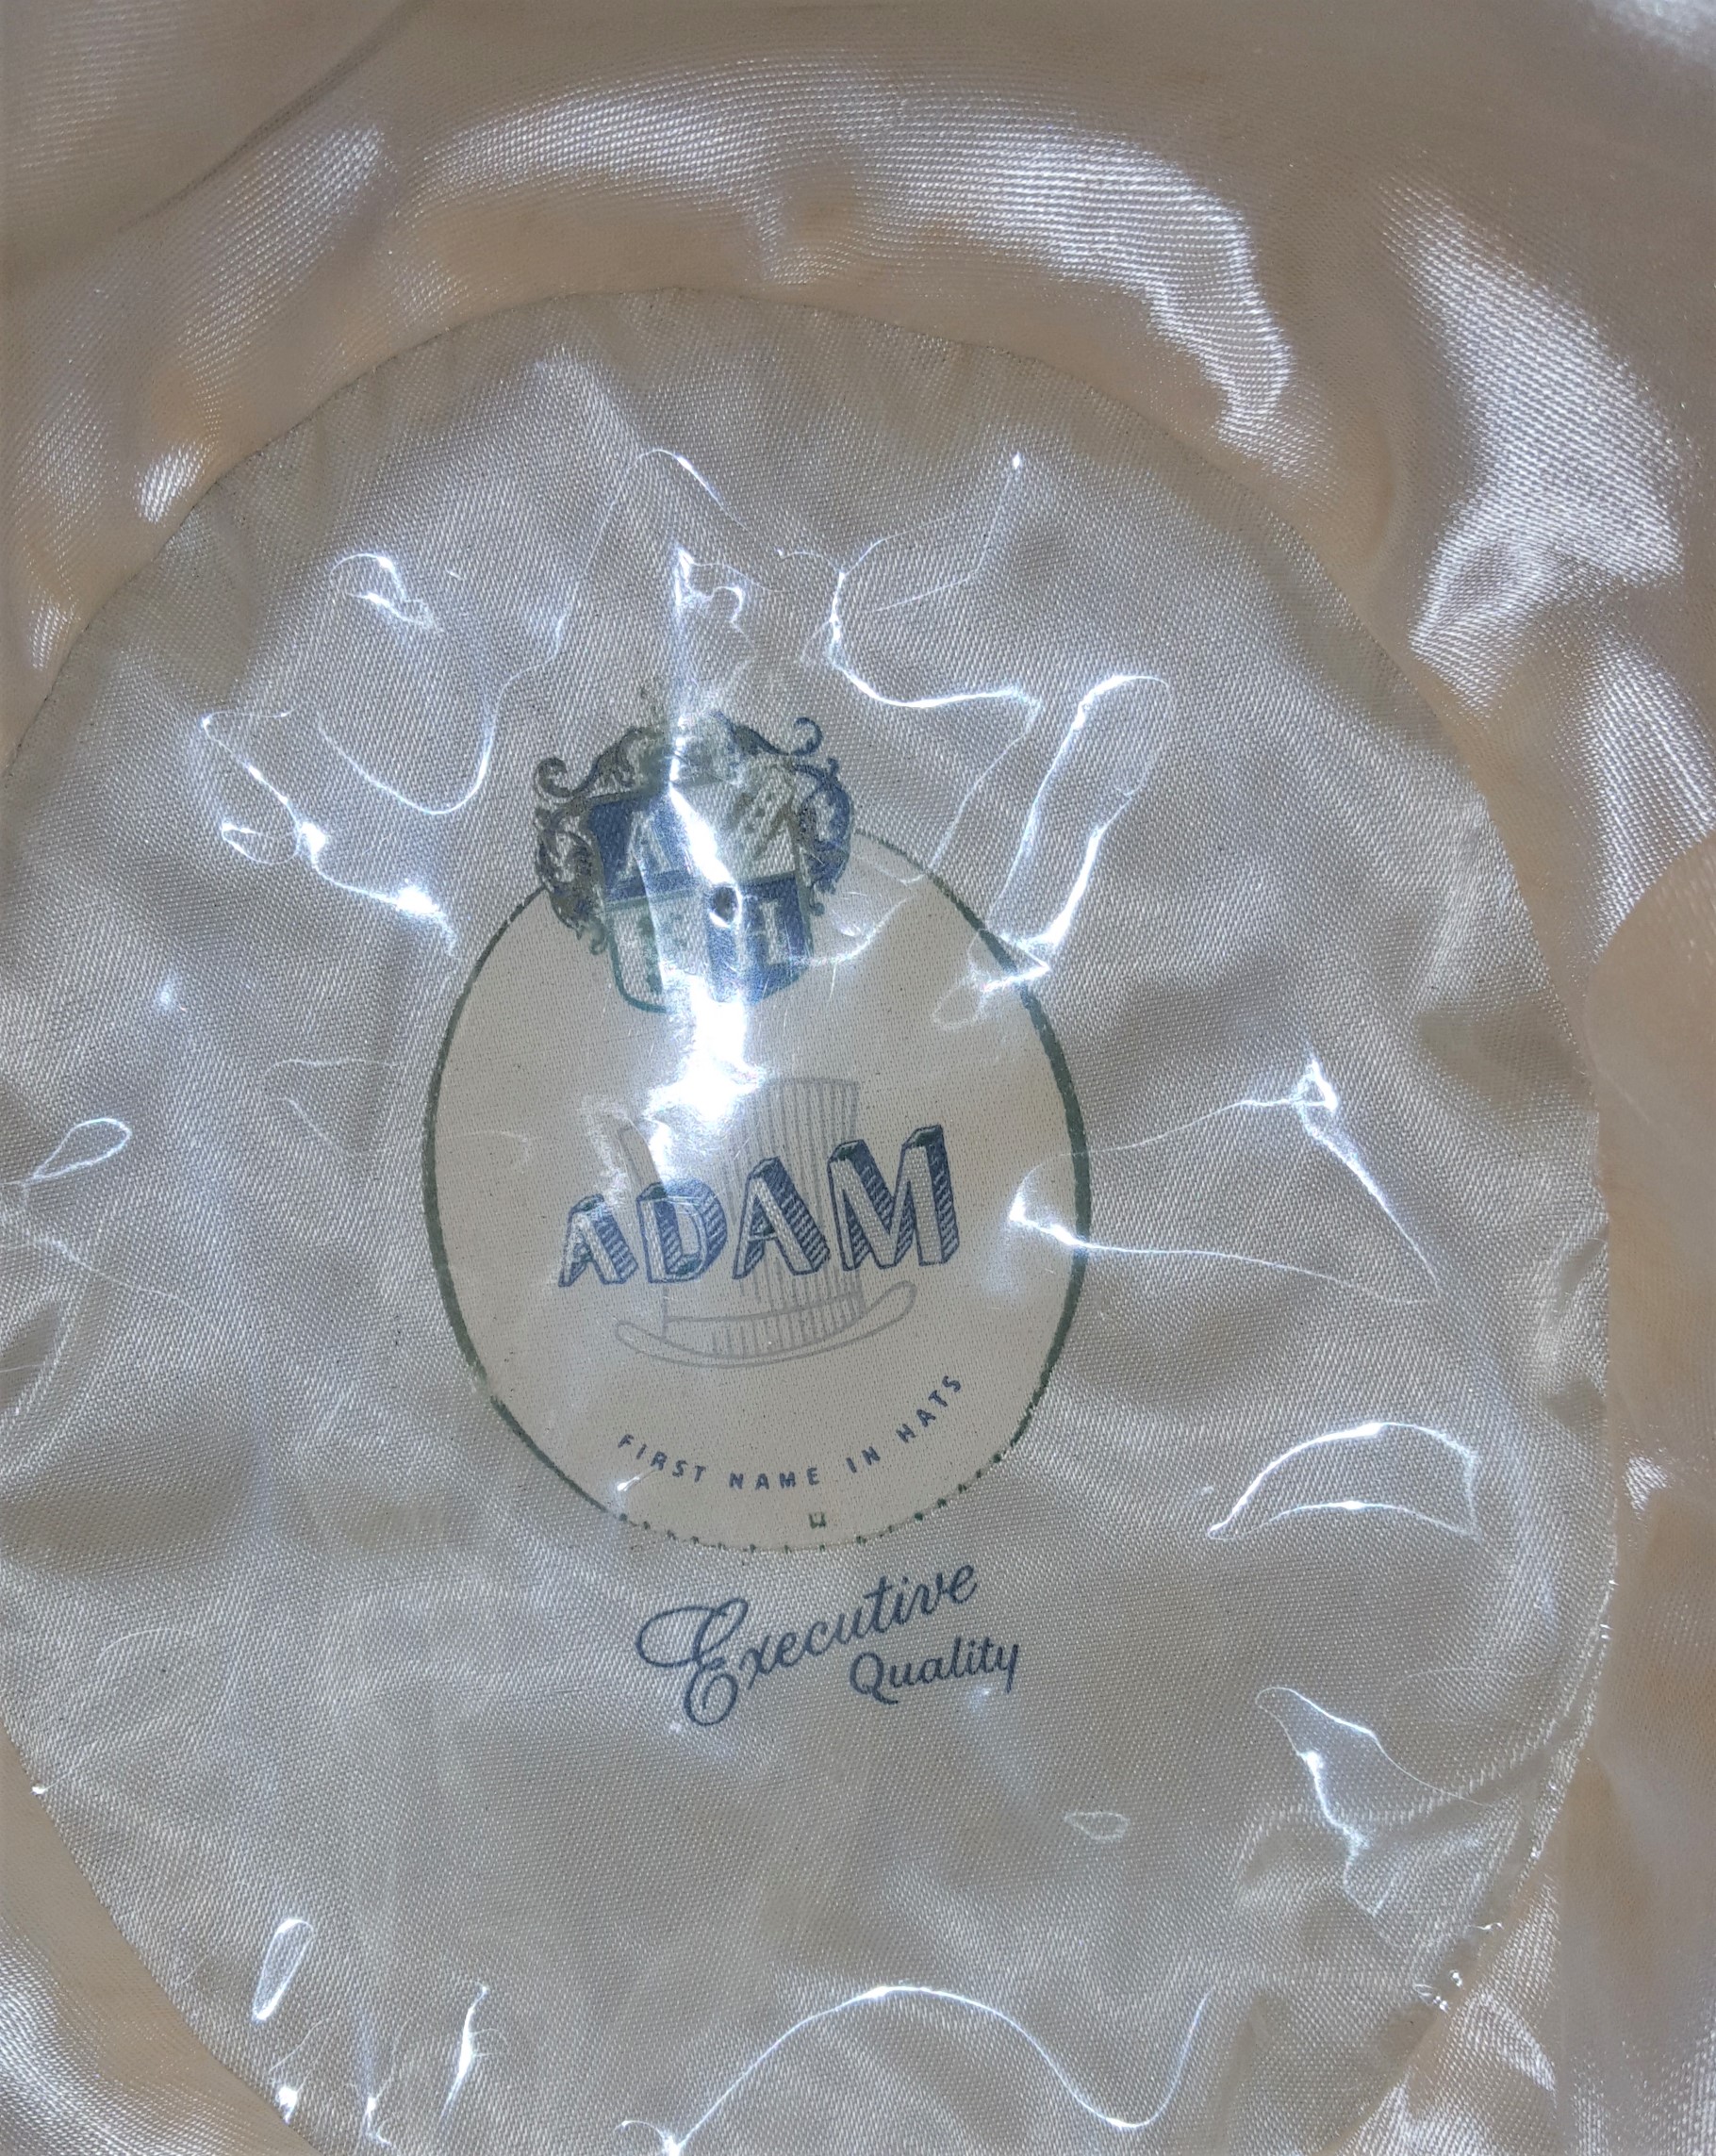 A
ADAM
FIRST NAME IN HATS
Executive
Quality